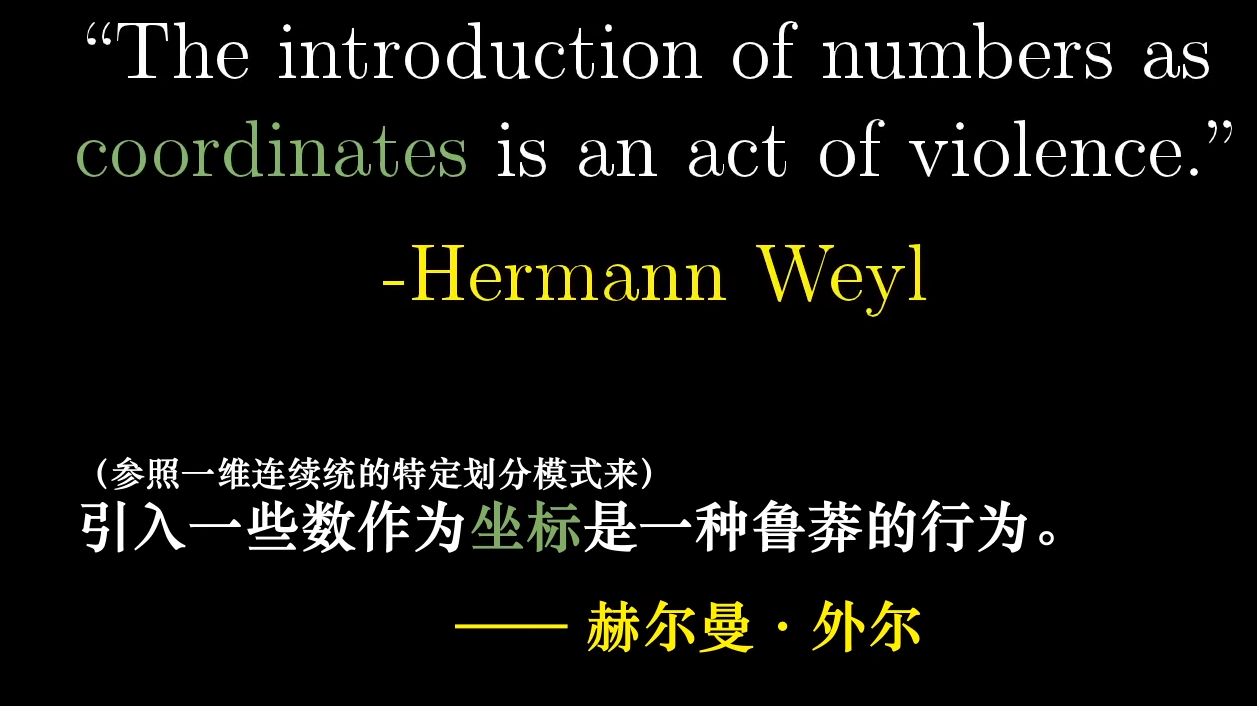 “The introduction of numbers as
coordinates is an act of violence.”
-Hermann Weyl
（参照一维连续统的特定划分模式来）
引入一些数作为坐标是一种鲁莽的行为。
—— 赫尔曼 · 外尔